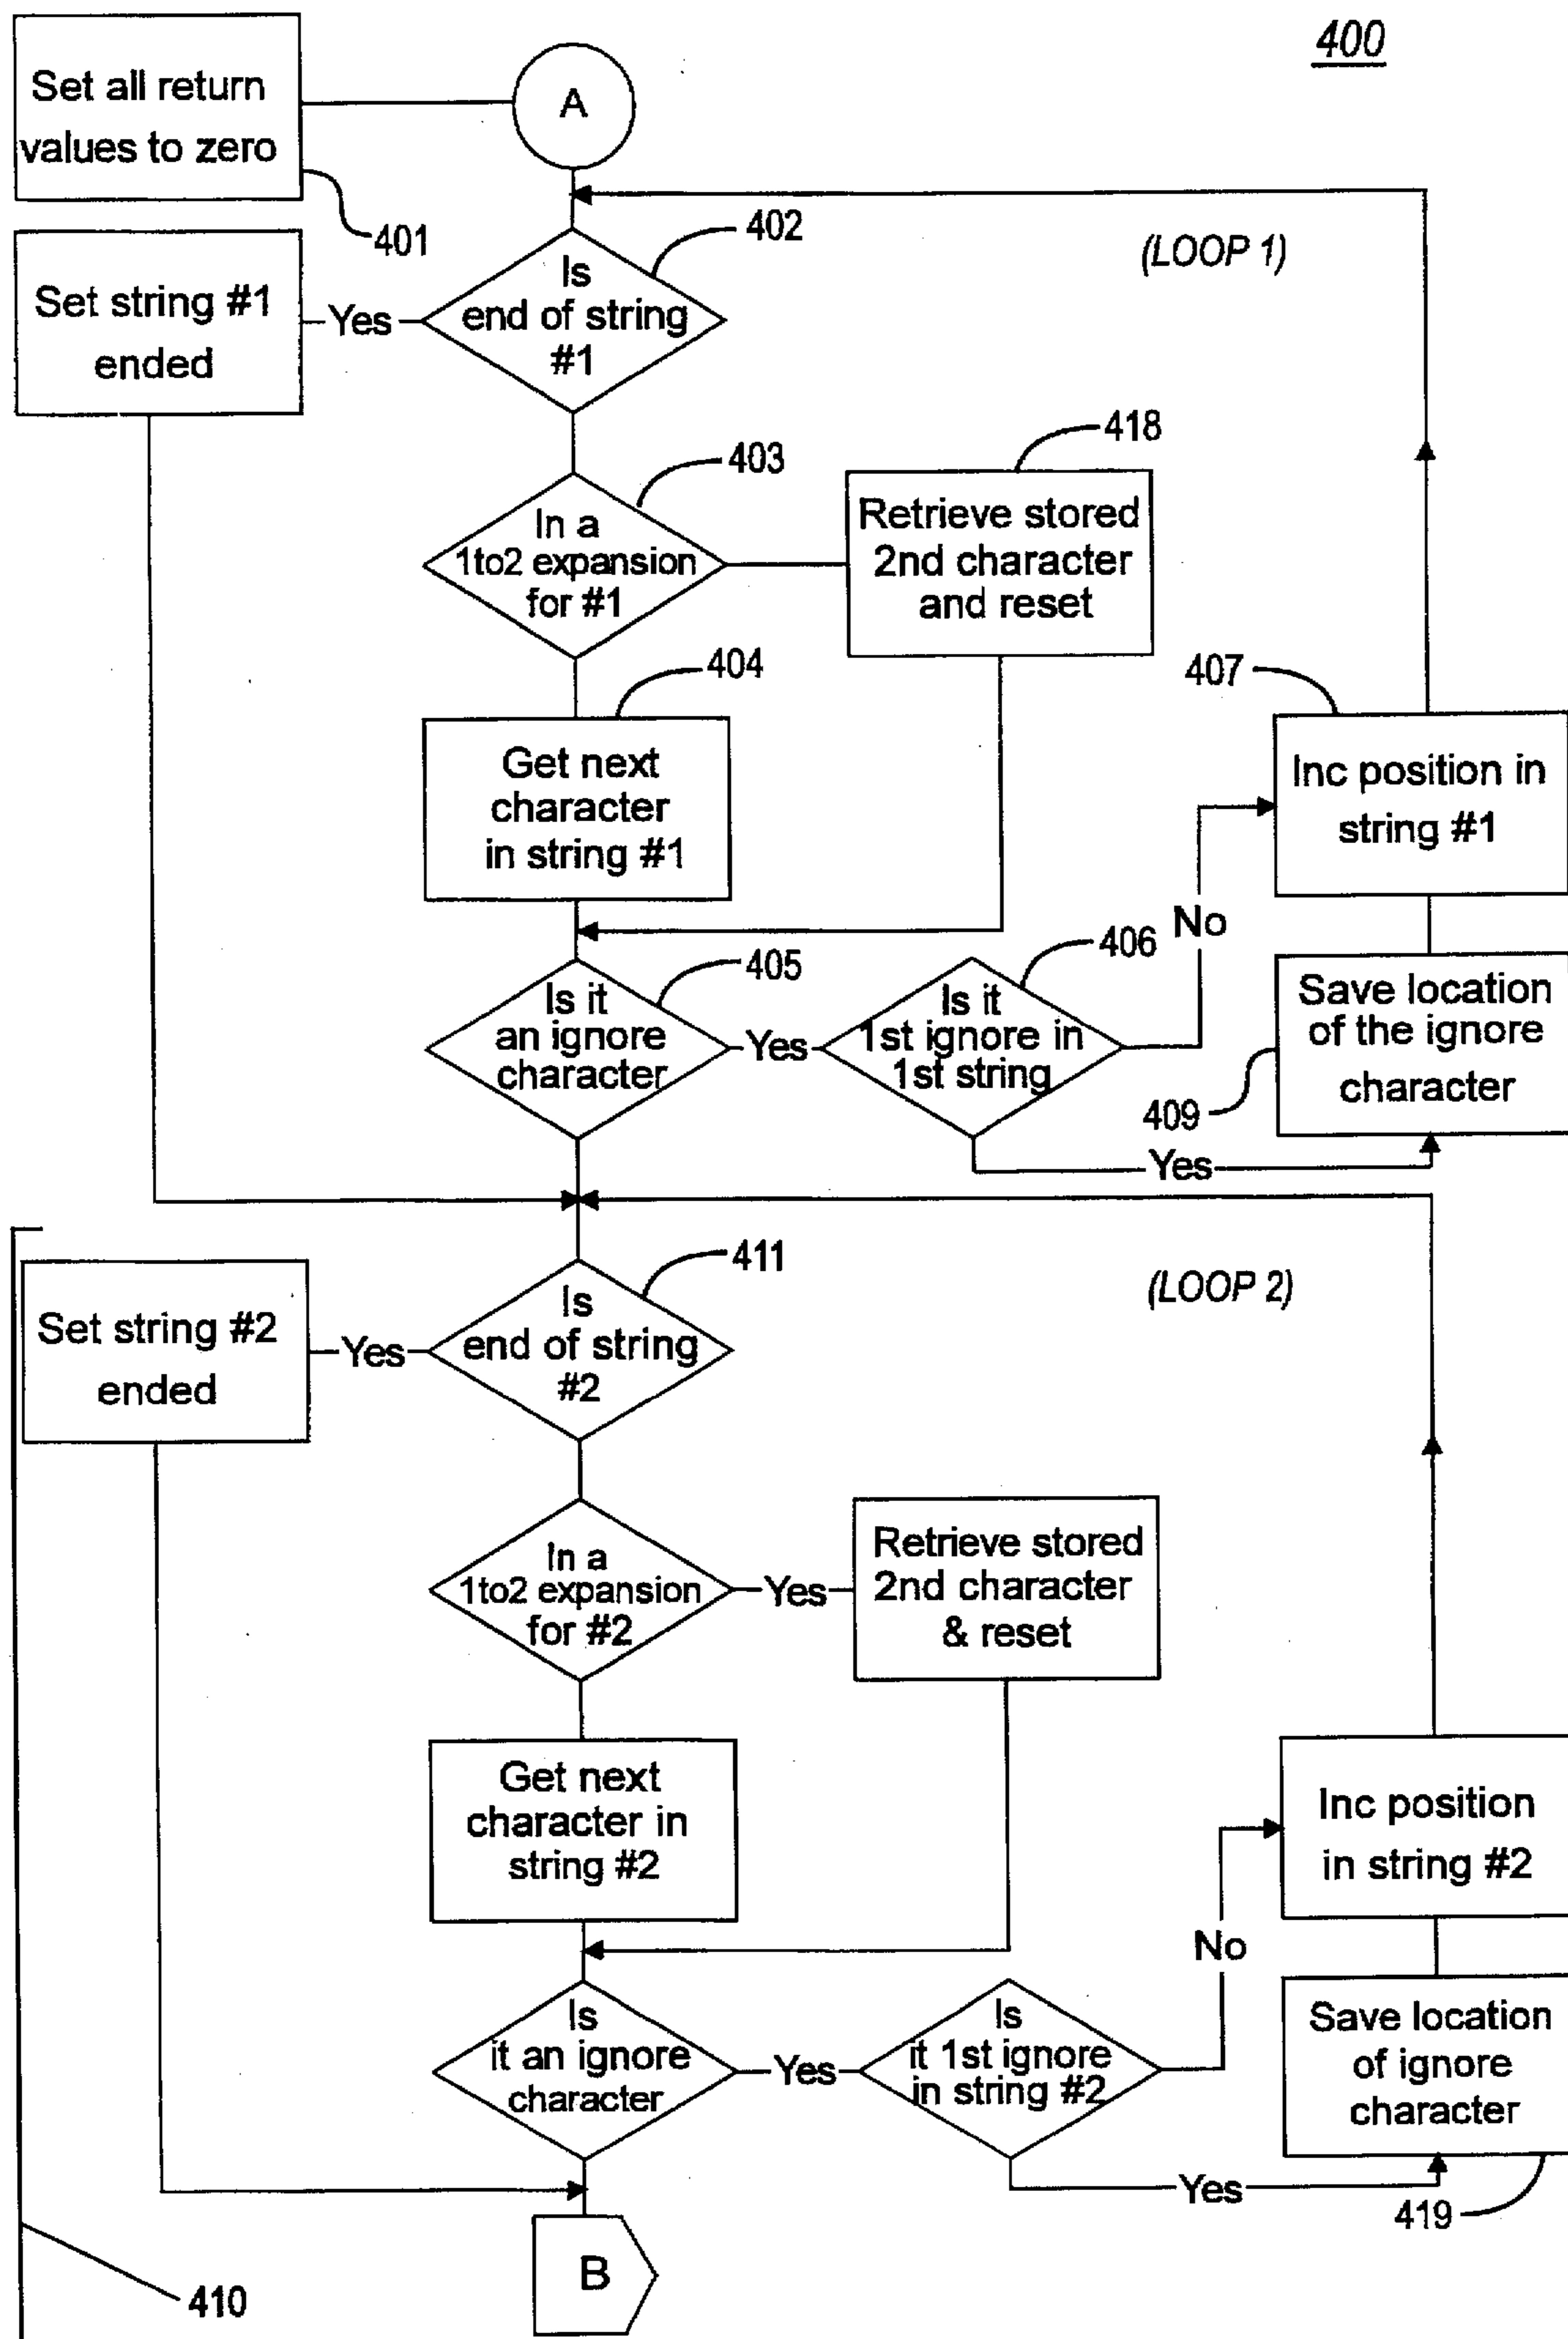 400
Set all return
values to zero
A
401
402
(LOOP 1)
Is
end of string
#1
Yes
Set string #1
ended
418
403
In a
1to2 expansion
for #1
Retrieve stored
2nd character
and reset
404
407
Get next
character
in string #1
Inc position in
string #1
No
405
406
Is it
an ignore
character
Yes
Is it
1st ignore in
1st string
Save location
of the ignore
character
409
Yes
411
(LOOP 2)
Set string #2
ended
Yes
Is
end of string
#2
In a
1to2 expansion
for #2
Yes
Retrieve stored
2nd character
& reset
Get next
character in
string #2
Inc position
in string #2
No
Is
it an ignore
character
Yes
Is
it 1st ignore
in string #2
Save location
of ignore
character
Yes
419
B
410